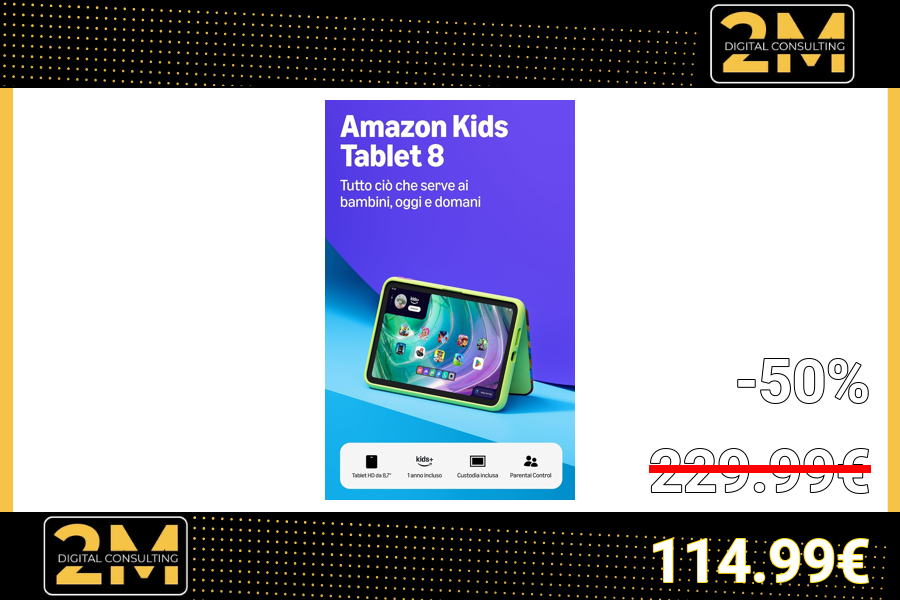 2M
DIGITAL CONSULTING
Amazon Kids
Tablet 8
Tutto ciò che serve ai
bambini, oggi e domani
kids+
Tablet HD da 8,7"
1 anno incluso
Custodia inclusa
Parental Control
-50%
229.99€
2M
DIGITAL CONSULTING
114.99€